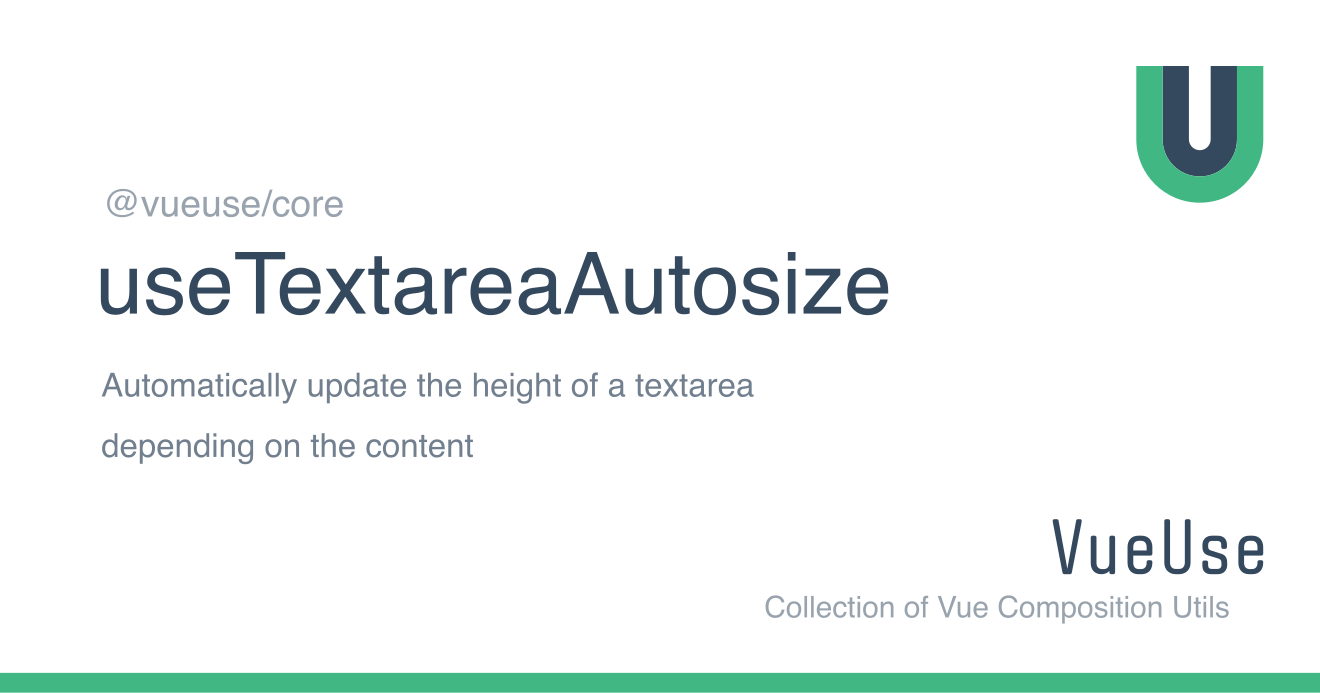 @vueuse/core
useTextareaAutosize
Automatically update the height of a textarea
depending on the content
VueUse
Collection of Vue Composition Utils